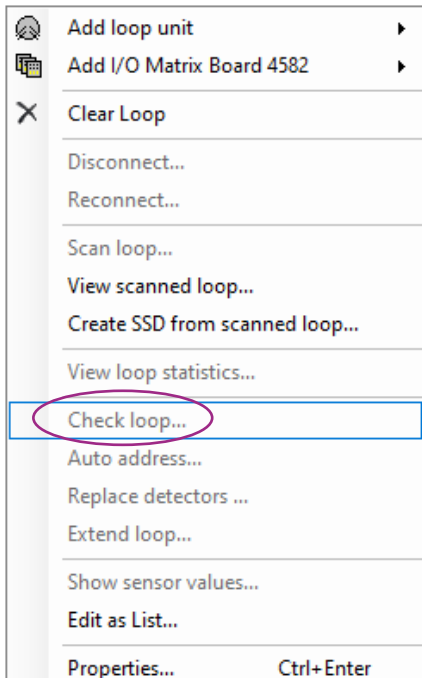 Add loop unit
Add I/O Matrix Board 4582
Clear Loop
Disconnect...
Reconnect...
Scan loop...
View scanned loop...
Create SSD from scanned loop...
View loop statistics...
Check loop...
Auto address...
Replace detectors ...
Extend loop...
Show sensor values...
Edit as List...
Properties... Ctrl+Enter